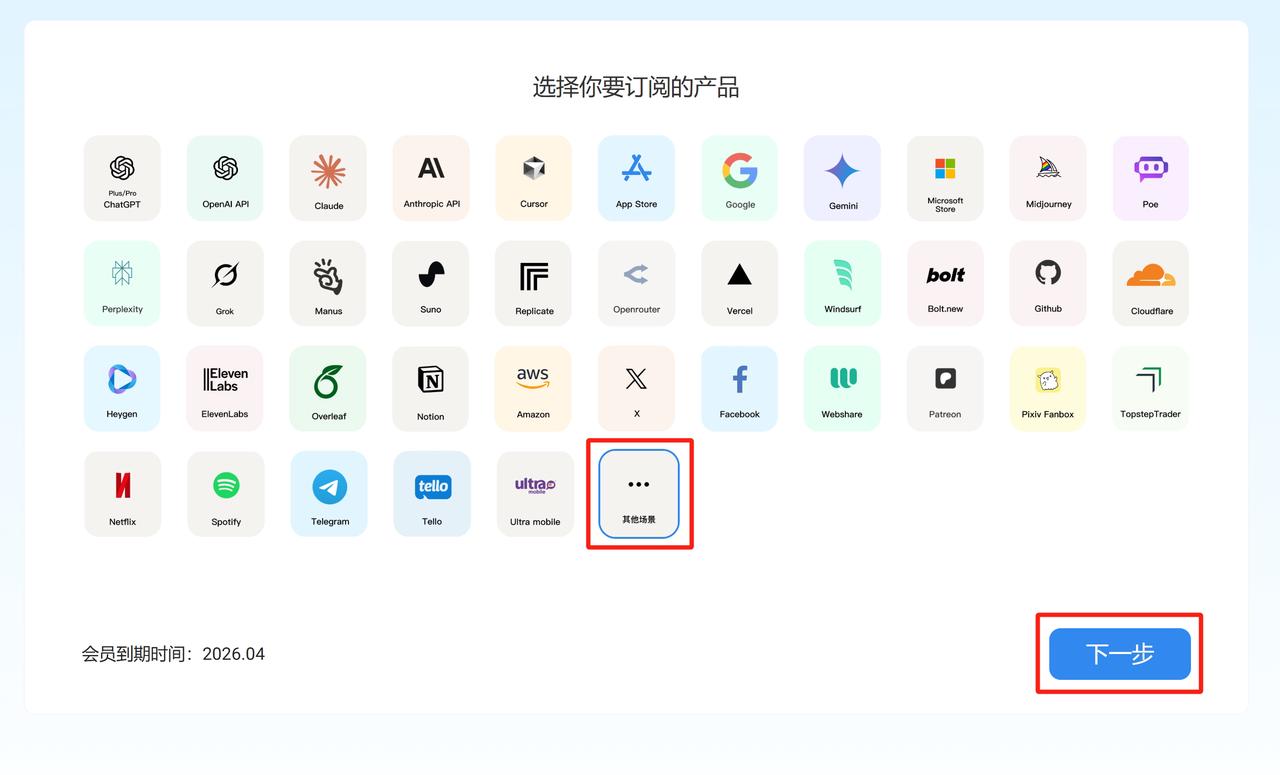 选择你要订阅的产品
Plus/Pro
ChatGPT
OpenAI API
Claude
Anthropic API
Cursor
App Store
Google
Gemini
Microsoft
Store
Midjourney
Poe
Perplexity
Grok
Manus
Suno
Replicate
Openrouter
Vercel
Windsurf
bolt
Bolt.new
Github
Cloudflare
Heygen
Eleven
Labs
ElevenLabs
Overleaf
Notion
aws
Amazon
X
Facebook
Webshare
Patreon
Pixiv Fanbox
TopstepTrader
Netflix
Spotify
Telegram
tello
Tello
ultra
mobile
Ultra mobile
其他场景
会员到期时间：2026.04
下一步